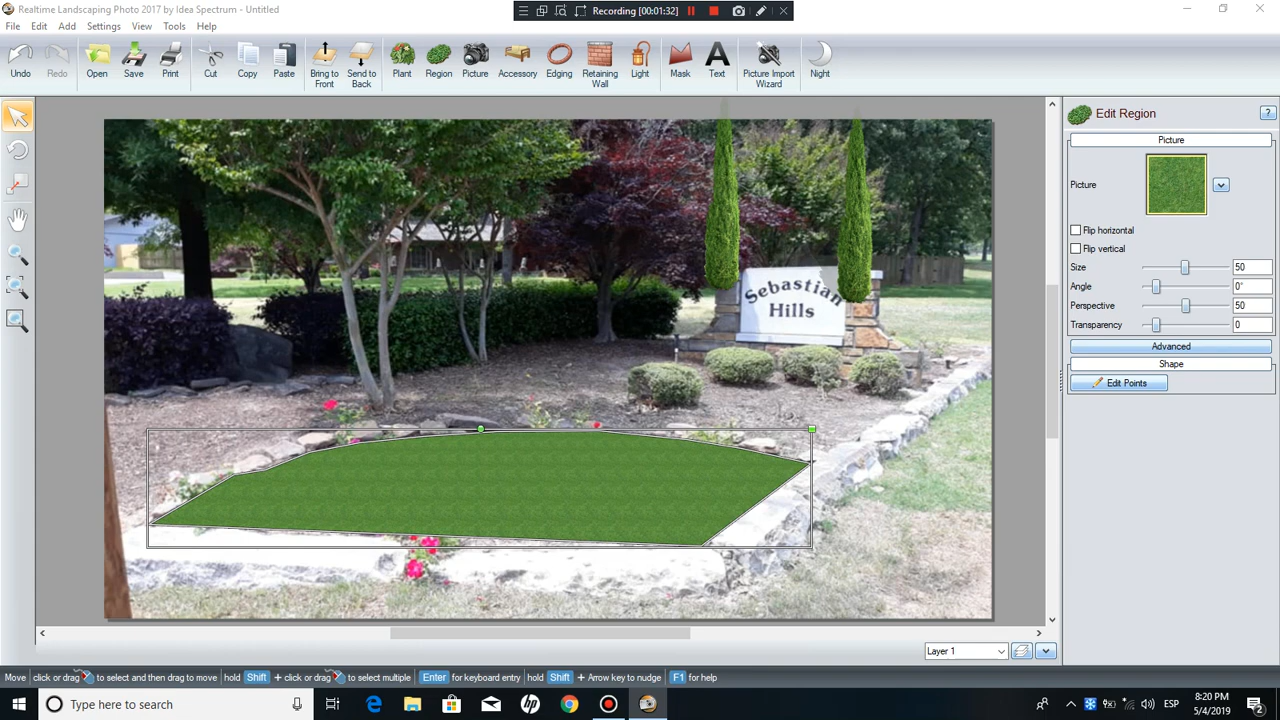 Realtime Landscaping Photo 2017 by Idea Spectrum - Untitled
Recording [00:01:32]
File Edit Add Settings View Tools Help
Undo Redo Open Save Print Cut Copy Paste Bring to Front Send to Back Plant Region Picture Accessory Edging Retaining Wall Light Mask Text Picture Import Wizard Night
Edit Region
?
Picture
Picture
Flip horizontal
Flip vertical
Size 50
Angle 0°
Perspective 50
Transparency 0
Advanced
Shape
Edit Points
Sebastian
Hills
Layer 1
Move click or drag to select and then drag to move hold Shift + click or drag to select multiple Enter for keyboard entry hold Shift + Arrow key to nudge F1 for help
Type here to search
hp
ESP
8:20 PM
5/4/2019
2